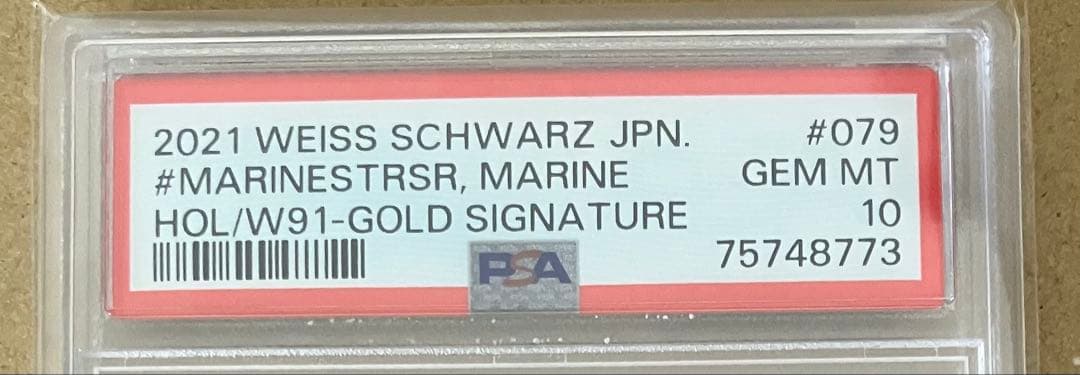 2021 WEISS SCHWARZ JPN. #079
#MARINESTRSR, MARINE GEM MT
HOL/W91-GOLD SIGNATURE 10
75748773
PSA